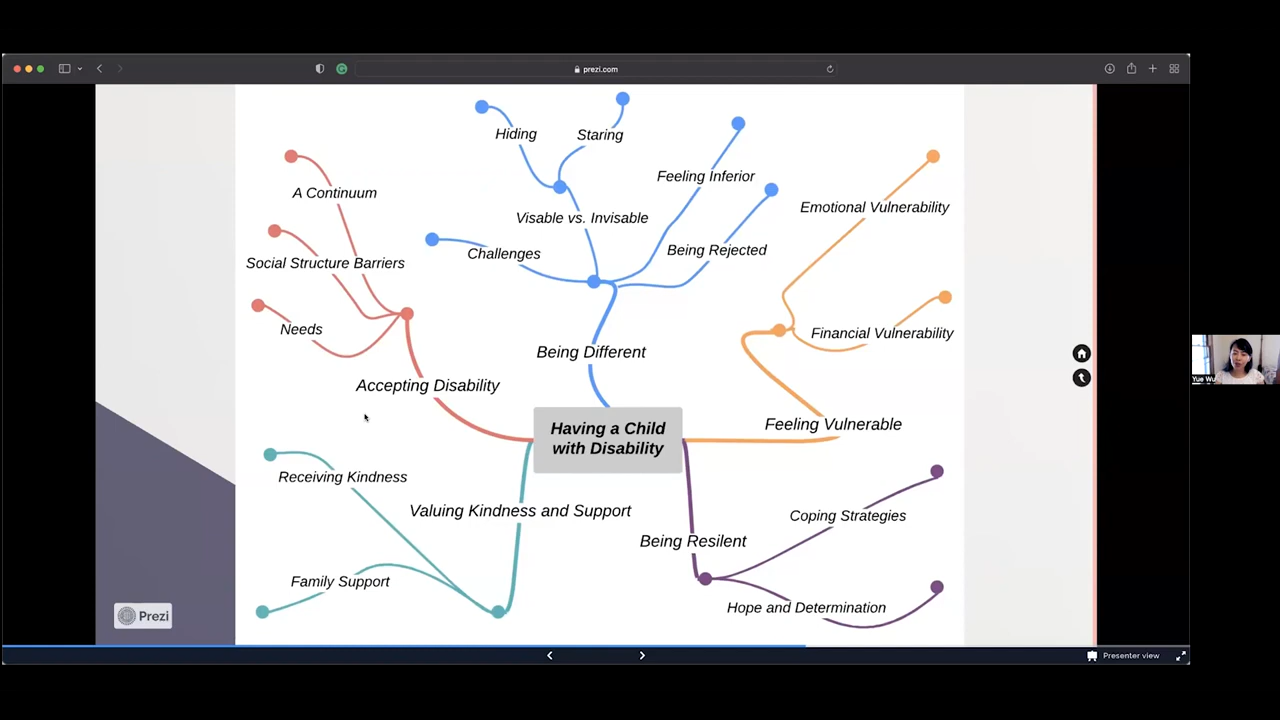 prezi.com
Hiding
Staring
A Continuum
Feeling Inferior
Emotional Vulnerability
Visable vs. Invisable
Challenges
Being Rejected
Social Structure Barriers
Needs
Financial Vulnerability
Being Different
Accepting Disability
Having a Child
with Disability
Feeling Vulnerable
Receiving Kindness
Valuing Kindness and Support
Coping Strategies
Being Resilent
Family Support
Hope and Determination
Prezi
Presenter view
Yue Wu